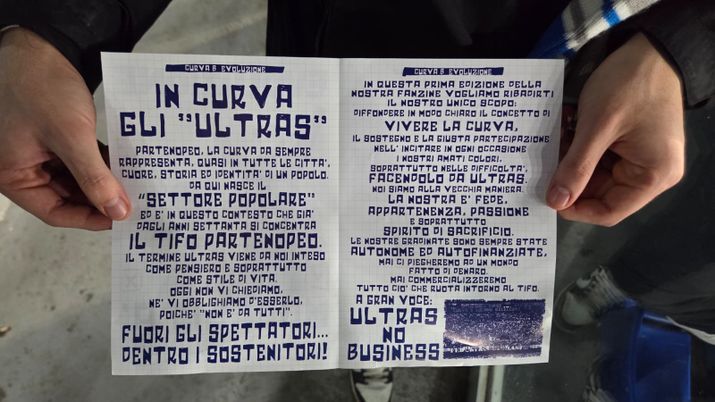 CURVA B EVOLUZIONE
IN CURVA
GLI "ULTRAS"
PARTENOPEO, LA CURVA DA SEMPRE
RAPPRESENTA, QUASI IN TUTTE LE CITTA',
CUORE, STORIA ED IDENTITA' DI UN POPOLO.
DA QUI NASCE IL
"SETTORE POPOLARE"
ED E' IN QUESTO CONTESTO CHE GIA'
DAGLI ANNI SETTANTA SI CONCENTRA
IL TIFO PARTENOPEO.
IL TERMINE ULTRAS VIENE DA NOI INTESO
COME PENSIERO E SOPRATTUTTO
COME STILE DI VITA.
OGGI NON VI CHIEDIAMO,
NE' VI OBBLIGHIAMO D'ESSERLO,
POICHE' "NON E' DA TUTTI".
FUORI GLI SPETTATORI...
DENTRO I SOSTENITORI!
CURVA B EVOLUZIONE
IN QUESTA PRIMA EDIZIONE DELLA
NOSTRA FANZINE VOGLIAMO RIBADIRTI
IL NOSTRO UNICO SCOPO:
DIFFONDERE IN MODO CHIARO IL CONCETTO DI
VIVERE LA CURVA,
IL SOSTEGNO E LA GIUSTA PARTECIPAZIONE
NELL' INCITARE IN OGNI OCCASIONE
I NOSTRI AMATI COLORI,
SOPRATTUTTO NELLE DIFFICOLTA',
FACENDOLO DA ULTRAS.
NOI SIAMO ALLA VECCHIA MANIERA.
LA NOSTRA E' FEDE,
APPARTENENZA, PASSIONE
E SOPRATTUTTO
SPIRITO DI SACRIFICIO.
LE NOSTRE GRADINATE SONO SEMPRE STATE
AUTONOME ED AUTOFINANZIATE,
MAI CI PIEGHEREMO AD UN MONDO
FATTO DI DENARO.
MAI COMMERCIALIZZEREMO
TUTTO CIO' CHE RUOTA INTORNO AL TIFO.
A GRAN VOCE:
ULTRAS
NO
BUSINESS